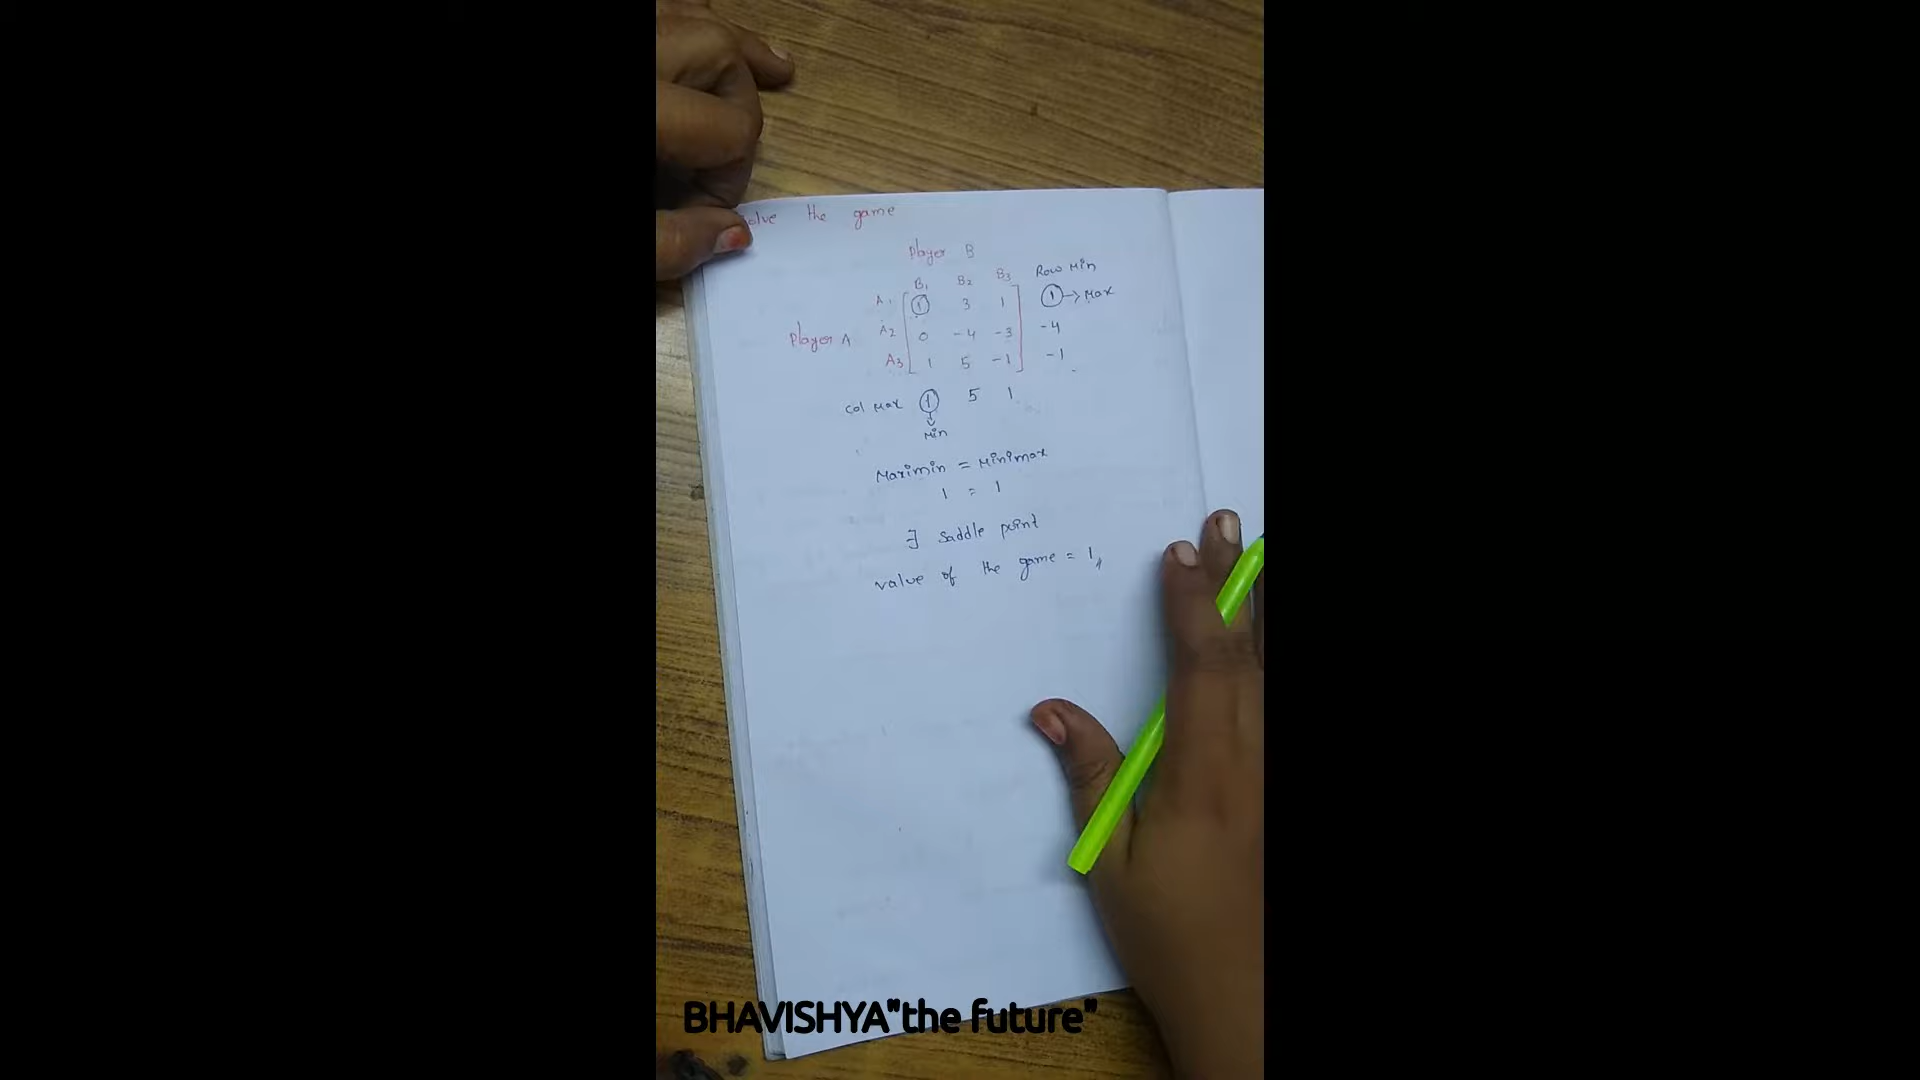 solve the game
Player B
B1 B2 B3 Row Min
A1 1 3 1 1 → Max
Player A A2 0 -4 -3 -4
A3 1 5 -1 -1
Col Max 1 5 1
Min
Maximin = Minimax
1 = 1
∃ saddle point
value of the game = 1
BHAVISHYA"the future"